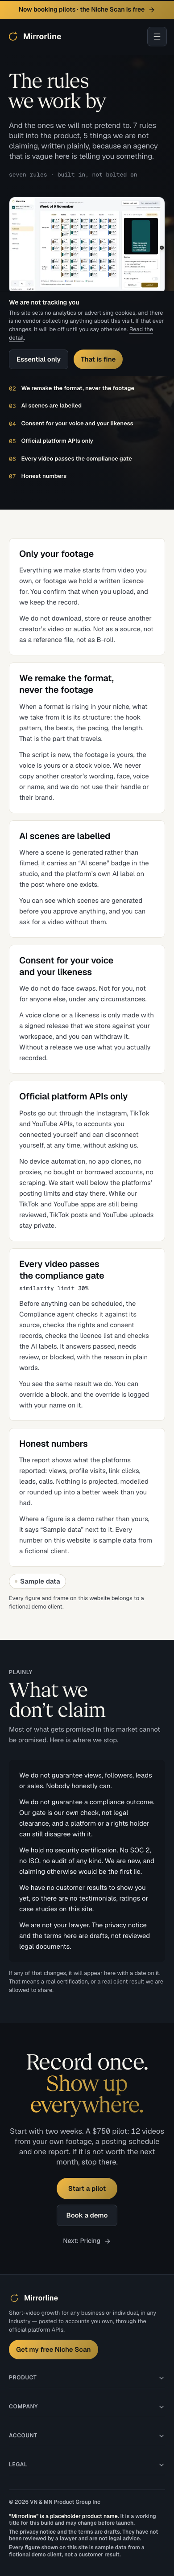 Now booking pilots · the Niche Scan is free →
Mirrorline
The rules
we work by
And the ones we will not pretend to. 7 rules
built into the product, 5 things we are not
claiming, written plainly, because an agency
that is vague here is telling you something.
seven rules · built in, not bolted on
Week of 9 November
We are not tracking you
This site sets no analytics or advertising cookies, and there
is no vendor collecting anything about this visit. If that ever
changes, it will be off until you say otherwise. Read the
detail.
Essential only
That is fine
02 We remake the format, never the footage
03 AI scenes are labelled
04 Consent for your voice and your likeness
05 Official platform APIs only
06 Every video passes the compliance gate
07 Honest numbers
Only your footage
Everything we make starts from video you
own, or footage we hold a written licence
for. You confirm that when you upload, and
we keep the record.
We do not download, store or reuse another
creator's video or audio. Not as a source, not
as a reference file, not as B-roll.
We remake the format,
never the footage
When a format is rising in your niche, what
we take from it is its structure: the hook
pattern, the beats, the pacing, the length.
That is the part that travels.
The script is new, the footage is yours, the
voice is yours or a stock voice. We never
copy another creator's wording, face, voice
or name, and we do not use their handle or
their brand.
AI scenes are labelled
Where a scene is generated rather than
filmed, it carries an “AI scene” badge in the
studio, and the platform's own AI label on
the post where one exists.
You can see which scenes are generated
before you approve anything, and you can
ask for a video without them.
Consent for your voice
and your likeness
We do not do face swaps. Not for you, not
for anyone else, under any circumstances.
A voice clone or a likeness is only made with
a signed release that we store against your
workspace, and you can withdraw it.
Without a release we use what you actually
recorded.
Official platform APIs only
Posts go out through the Instagram, TikTok
and YouTube APIs, to accounts you
connected yourself and can disconnect
yourself, at any time, without asking us.
No device automation, no app clones, no
proxies, no bought or borrowed accounts, no
scraping. We stay well below the platforms'
posting limits and stay there. While our
TikTok and YouTube apps are still being
reviewed, TikTok posts and YouTube uploads
stay private.
Every video passes
the compliance gate
similarity limit 30%
Before anything can be scheduled, the
Compliance agent checks it against its
source, checks the rights and consent
records, checks the licence list and checks
the AI labels. It answers passed, needs
review, or blocked, with the reason in plain
words.
You see the same result we do. You can
override a block, and the override is logged
with your name on it.
Honest numbers
The report shows what the platforms
reported: views, profile visits, link clicks,
leads, calls. Nothing is projected, modelled
or rounded up into a better week than you
had.
Where a figure is a demo rather than yours,
it says “Sample data” next to it. Every
number on this website is sample data from
a fictional client.
Sample data
Every figure and frame on this website belongs to a
fictional demo client.
PLAINLY
What we
don't claim
Most of what gets promised in this market cannot
be promised. Here is where we stop.
We do not guarantee views, followers, leads
or sales. Nobody honestly can.
We do not guarantee a compliance outcome.
Our gate is our own check, not legal
clearance, and a platform or a rights holder
can still disagree with it.
We hold no security certification. No SOC 2,
no ISO, no audit of any kind. We are new, and
claiming otherwise would be the first lie.
We have no customer results to show you
yet, so there are no testimonials, ratings or
case studies on this site.
We are not your lawyer. The privacy notice
and the terms here are drafts, not reviewed
legal documents.
If any of that changes, it will appear here with a date on it.
That means a real certification, or a real client result we are
allowed to share.
Record once.
Show up
everywhere.
Start with two weeks. A $750 pilot: 12 videos
from your own footage, a posting schedule
and one report. If it is not worth the next
month, stop there.
Start a pilot
Book a demo
Next: Pricing →
Mirrorline
Short-video growth for any business or individual, in any
industry — posted to accounts you own, through the
official platform APIs.
Get my free Niche Scan
PRODUCT
COMPANY
ACCOUNT
LEGAL
© 2026 VN & MN Product Group Inc
“Mirrorline” is a placeholder product name. It is a working
title for this build and may change before launch.
The privacy notice and the terms are drafts. They have not
been reviewed by a lawyer and are not legal advice.
Every figure shown on this website is sample data from a
fictional demo client, not a customer result.